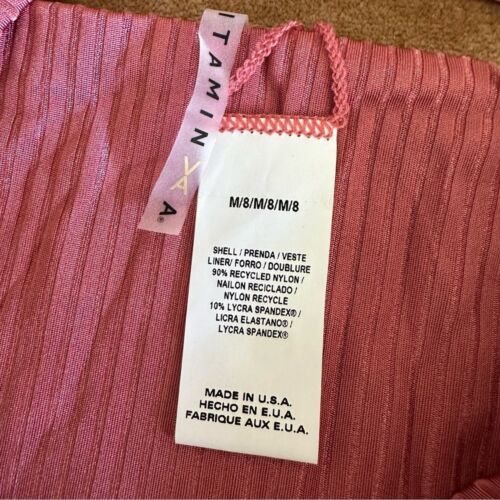 VITAMIN A®
VA
M/8/M/8/M/8
SHELL / PRENDA / VESTE
LINER/ FORRO / DOUBLURE
90% RECYCLED NYLON /
NAILON RECICLADO /
NYLON RECYCLE
10% LYCRA SPANDEX® /
LICRA ELASTANO® /
LYCRA SPANDEX®
MADE IN U.S.A.
HECHO EN E.U.A.
FABRIQUE AUX E.U.A.